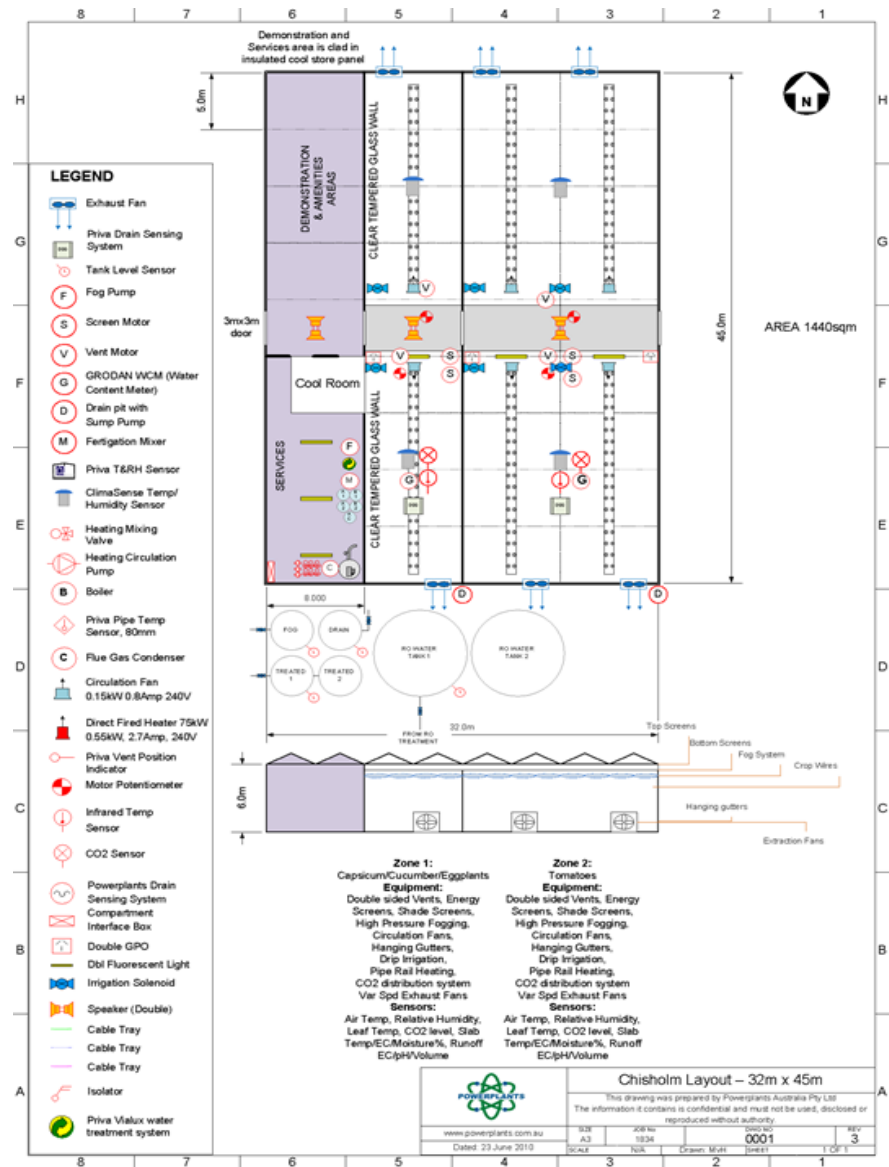 8 7 6 5 4 3 2 1
Demonstration and
Services area is clad in
insulated cool store panel
H
H
5.0m
N
LEGEND
Exhaust Fan
Priva Drain Sensing
System
Tank Level Sensor
F
Fog Pump
S
Screen Motor
V
Vent Motor
G
GRODAN WCM (Water
Content Meter)
D
Drain pit with
Sump Pump
M
Fertigation Mixer
Priva T&RH Sensor
ClimaSense Temp/
Humidity Sensor
Heating Mixing
Valve
Heating Circulation
Pump
B
Boiler
Priva Pipe Temp
Sensor, 80mm
C
Flue Gas Condenser
Circulation Fan
0.15kW 0.8Amp 240V
Direct Fired Heater 75kW
0.55kW, 2.7Amp, 240V
Priva Vent Position
Indicator
Motor Potentiometer
Infrared Temp
Sensor
CO2 Sensor
Powerplants Drain
Sensing System
Compartment
Interface Box
Double GPO
Dbl Fluorescent Light
Irrigation Solenoid
Speaker (Double)
Cable Tray
Cable Tray
Cable Tray
Isolator
Priva Vialux water
treatment system
DEMONSTRATION
& AMENITIES
AREAS
CLEAR TEMPERED GLASS WALL
G
G
V
V
3mx3m
door
45.0m
AREA 1440sqm
V S V S
S
F
F
Cool Room
SERVICES
CLEAR TEMPERED GLASS WALL
F
M
G
G
C
E
E
D
D
8.000
FOG
DRAIN
TREATED
1
TREATED
2
RO WATER
TANK 1
RO WATER
TANK 2
D
D
FROM RO
TREATMENT
32.0m
Top Screens
Bottom Screens
Fog System
Crop Wires
Hanging gutters
Extraction Fans
6.0m
C
C
Zone 1:
Capsicum/Cucumber/Eggplants
Equipment:
Double sided Vents, Energy
Screens, Shade Screens,
High Pressure Fogging,
Circulation Fans,
Hanging Gutters,
Drip Irrigation,
Pipe Rail Heating,
CO2 distribution system
Var Spd Exhaust Fans
Sensors:
Air Temp, Relative Humidity,
Leaf Temp, CO2 level, Slab
Temp/EC/Moisture%, Runoff
EC/pH/Volume
Zone 2:
Tomatoes
Equipment:
Double sided Vents, Energy
Screens, Shade Screens,
High Pressure Fogging,
Circulation Fans,
Hanging Gutters,
Drip Irrigation,
Pipe Rail Heating,
CO2 distribution system
Var Spd Exhaust Fans
Sensors:
Air Temp, Relative Humidity,
Leaf Temp, CO2 level, Slab
Temp/EC/Moisture%, Runoff
EC/pH/Volume
B
B
A
A
POWERPLANTS
www.powerplants.com.au
Dated: 23 June 2010
Chisholm Layout – 32m x 45m
This drawing was prepared by Powerplants Australia Pty Ltd
The information it contains is confidential and must not be used, disclosed or
reproduced without authority.
SIZE
A3
JOB No
1834
DWG NO
0001
REV
3
SCALE
N/A
Drawn: MvH
SHEET
1 OF 1
8 7 6 5 4 3 2 1